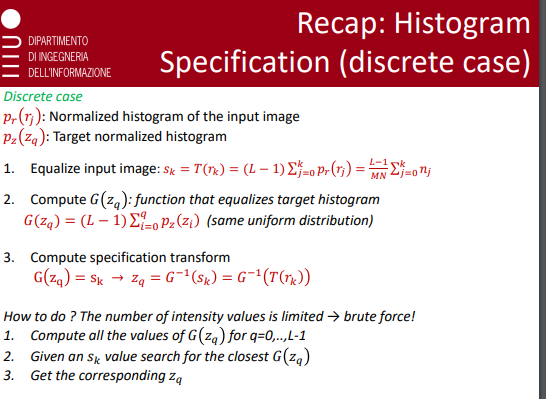 Recap: Histogram
Specification (discrete case)
DIPARTIMENTO
DI INGEGNERIA
DELL'INFORMAZIONE
Discrete case
p_r(r_j): Normalized histogram of the input image
p_z(z_q): Target normalized histogram
1. Equalize input image: s_k = T(r_k) = (L − 1) ∑_{j=0}^{k} p_r(r_j) = \frac{L−1}{MN} ∑_{j=0}^{k} n_j
2. Compute G(z_q): function that equalizes target histogram
G(z_q) = (L − 1) ∑_{i=0}^{q} p_z(z_i) (same uniform distribution)
3. Compute specification transform
G(z_q) = s_k → z_q = G^{−1}(s_k) = G^{−1}(T(r_k))
How to do ? The number of intensity values is limited → brute force!
1. Compute all the values of G(z_q) for q=0,..,L-1
2. Given an s_k value search for the closest G(z_q)
3. Get the corresponding z_q